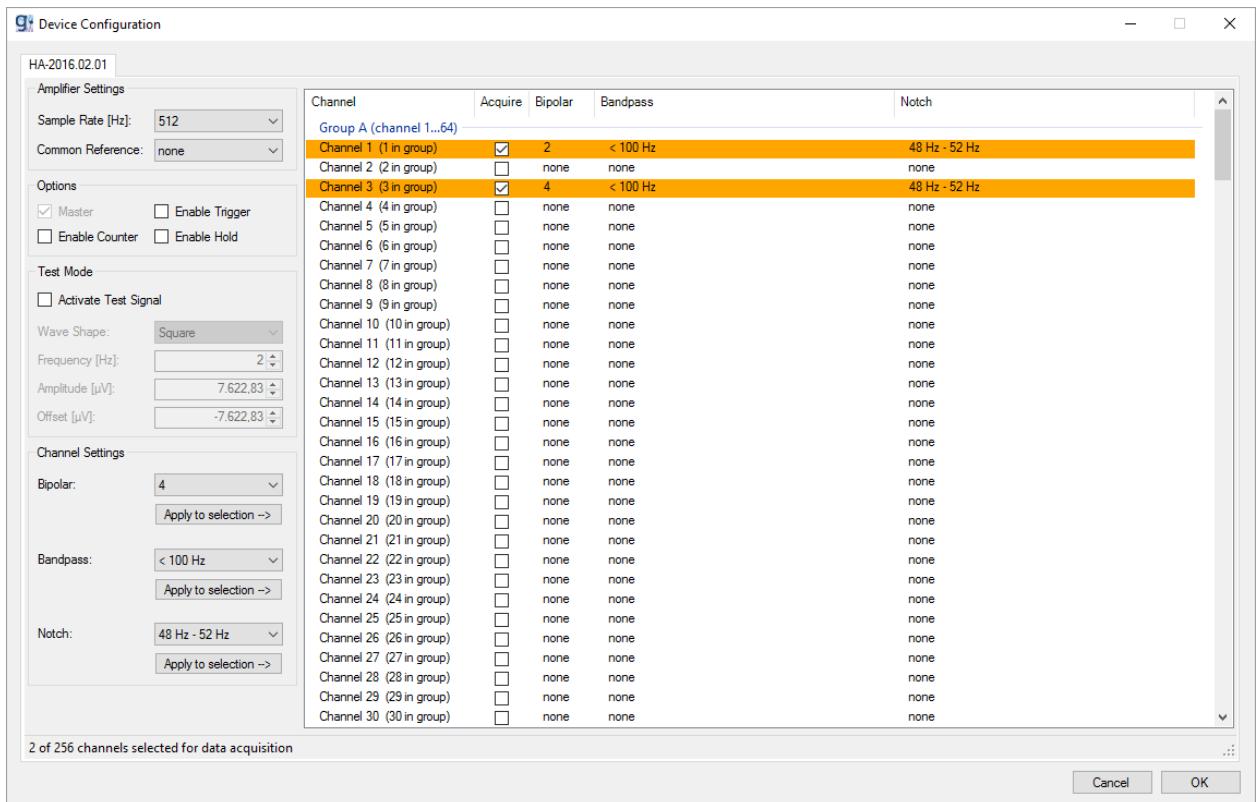 Device Configuration
HA-2016.02.01
Amplifier Settings
Sample Rate [Hz]: 512
Common Reference: none
Options
Master Enable Trigger
Enable Counter Enable Hold
Test Mode
Activate Test Signal
Wave Shape: Square
Frequency [Hz]: 2
Amplitude [µV]: 7.622,83
Offset [µV]: -7.622,83
Channel Settings
Bipolar: 4
Apply to selection -->
Bandpass: < 100 Hz
Apply to selection -->
Notch: 48 Hz - 52 Hz
Apply to selection -->
Channel Acquire Bipolar Bandpass Notch
Group A (channel 1...64)
Channel 1 (1 in group) 2 < 100 Hz 48 Hz - 52 Hz
Channel 2 (2 in group) none none none
Channel 3 (3 in group) 4 < 100 Hz 48 Hz - 52 Hz
Channel 4 (4 in group) none none none
Channel 5 (5 in group) none none none
Channel 6 (6 in group) none none none
Channel 7 (7 in group) none none none
Channel 8 (8 in group) none none none
Channel 9 (9 in group) none none none
Channel 10 (10 in group) none none none
Channel 11 (11 in group) none none none
Channel 12 (12 in group) none none none
Channel 13 (13 in group) none none none
Channel 14 (14 in group) none none none
Channel 15 (15 in group) none none none
Channel 16 (16 in group) none none none
Channel 17 (17 in group) none none none
Channel 18 (18 in group) none none none
Channel 19 (19 in group) none none none
Channel 20 (20 in group) none none none
Channel 21 (21 in group) none none none
Channel 22 (22 in group) none none none
Channel 23 (23 in group) none none none
Channel 24 (24 in group) none none none
Channel 25 (25 in group) none none none
Channel 26 (26 in group) none none none
Channel 27 (27 in group) none none none
Channel 28 (28 in group) none none none
Channel 29 (29 in group) none none none
Channel 30 (30 in group) none none none
2 of 256 channels selected for data acquisition
Cancel OK